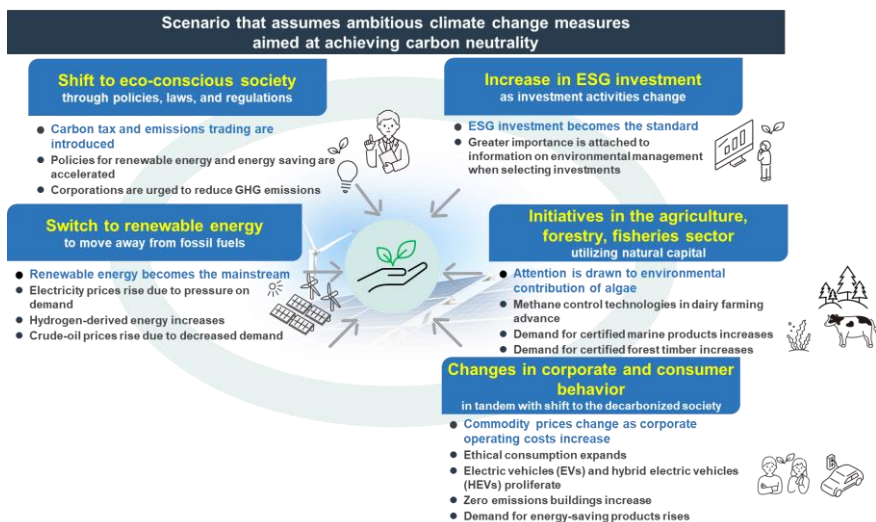 Scenario that assumes ambitious climate change measures
aimed at achieving carbon neutrality
Shift to eco-conscious society
through policies, laws, and regulations
● Carbon tax and emissions trading are
introduced
● Policies for renewable energy and energy saving are
accelerated
● Corporations are urged to reduce GHG emissions
Increase in ESG investment
as investment activities change
● ESG investment becomes the standard
● Greater importance is attached to
information on environmental management
when selecting investments
Switch to renewable energy
to move away from fossil fuels
● Renewable energy becomes the mainstream
● Electricity prices rise due to pressure on
demand
● Hydrogen-derived energy increases
● Crude-oil prices rise due to decreased demand
Initiatives in the agriculture,
forestry, fisheries sector
utilizing natural capital
● Attention is drawn to environmental
contribution of algae
● Methane control technologies in dairy farming
advance
● Demand for certified marine products increases
● Demand for certified forest timber increases
Changes in corporate and consumer
behavior
in tandem with shift to the decarbonized society
● Commodity prices change as corporate
operating costs increase
● Ethical consumption expands
● Electric vehicles (EVs) and hybrid electric vehicles
(HEVs) proliferate
● Zero emissions buildings increase
● Demand for energy-saving products rises